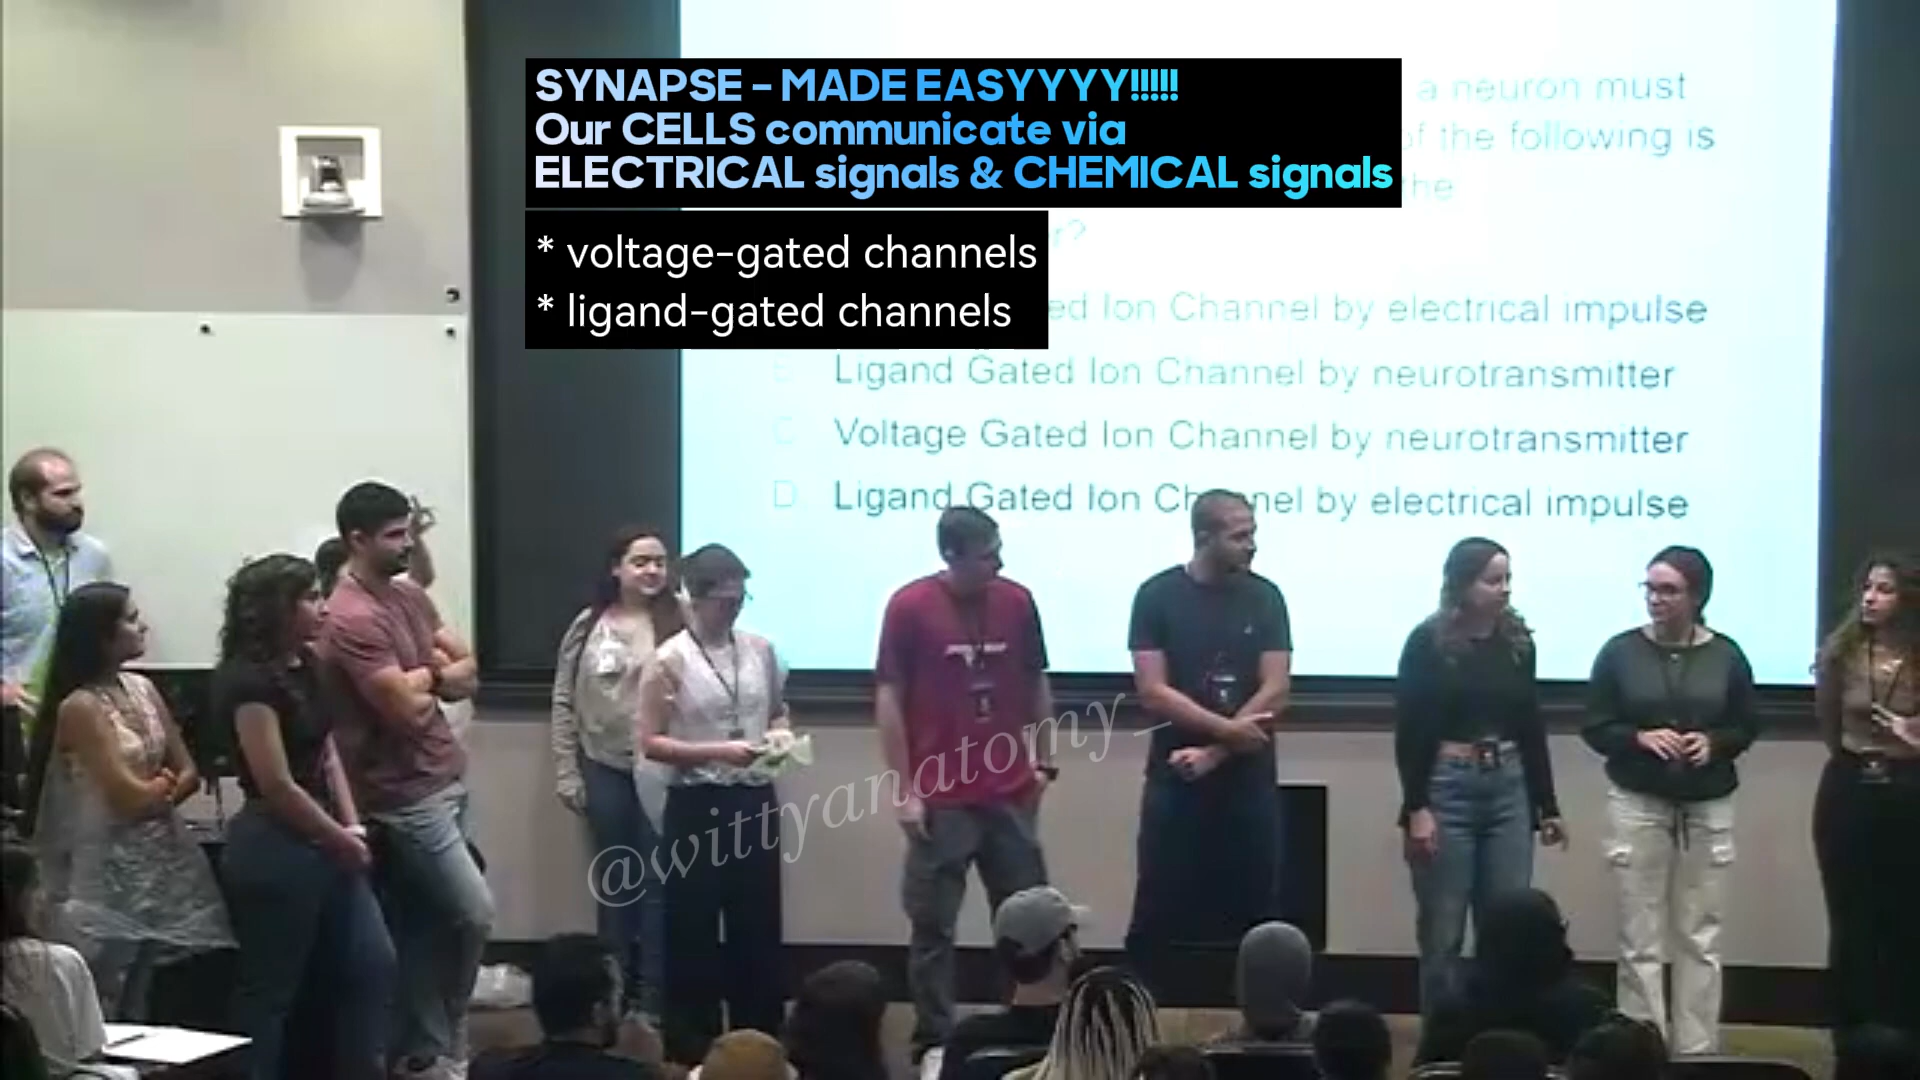 SYNAPSE - MADE EASYYYY!!!!!
Our CELLS communicate via
ELECTRICAL signals & CHEMICAL signals
* voltage-gated channels
* ligand-gated channels
a neuron must
of the following is
the
r?
ed Ion Channel by electrical impulse
B Ligand Gated Ion Channel by neurotransmitter
C Voltage Gated Ion Channel by neurotransmitter
D Ligand Gated Ion Channel by electrical impulse
@wittyanatomy_